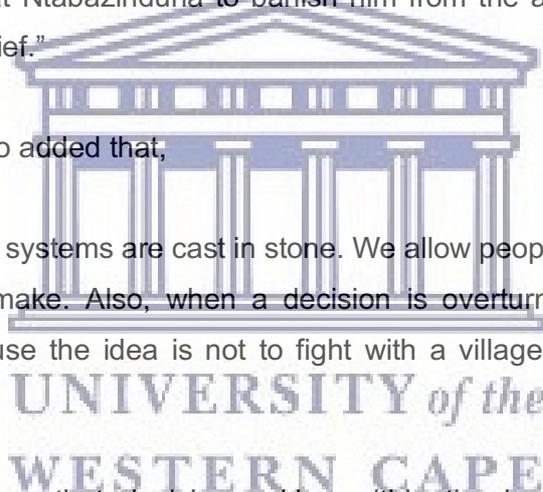 at Ntabazinduna to banish him from the a
ief.”
o added that,
systems are cast in stone. We allow peop
make. Also, when a decision is overturn
use the idea is not to fight with a village
UNIVERSITY of the
WESTERN CAPE